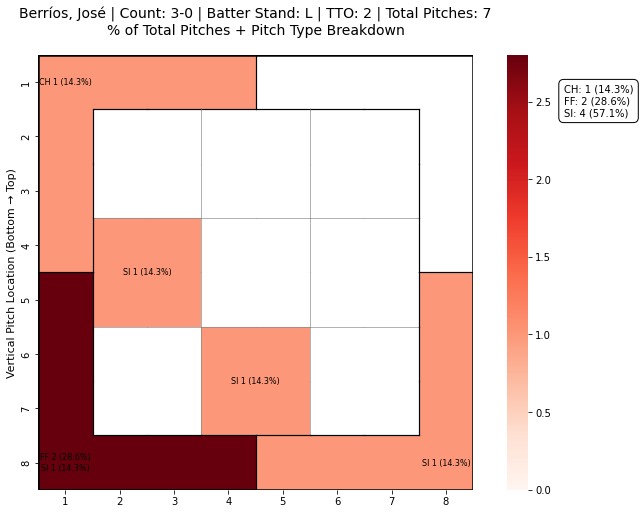 Berríos, José | Count: 3-0 | Batter Stand: L | TTO: 2 | Total Pitches: 7
% of Total Pitches + Pitch Type Breakdown
CH: 1 (14.3%)
FF: 2 (28.6%)
SI: 4 (57.1%)
Vertical Pitch Location (Bottom → Top)
1
2
3
4
5
6
7
8
CH 1 (14.3%)
SI 1 (14.3%)
SI 1 (14.3%)
FF 2 (28.6%)
SI 1 (14.3%)
SI 1 (14.3%)
1
2
3
4
5
6
7
8
2.5
2.0
1.5
1.0
0.5
0.0